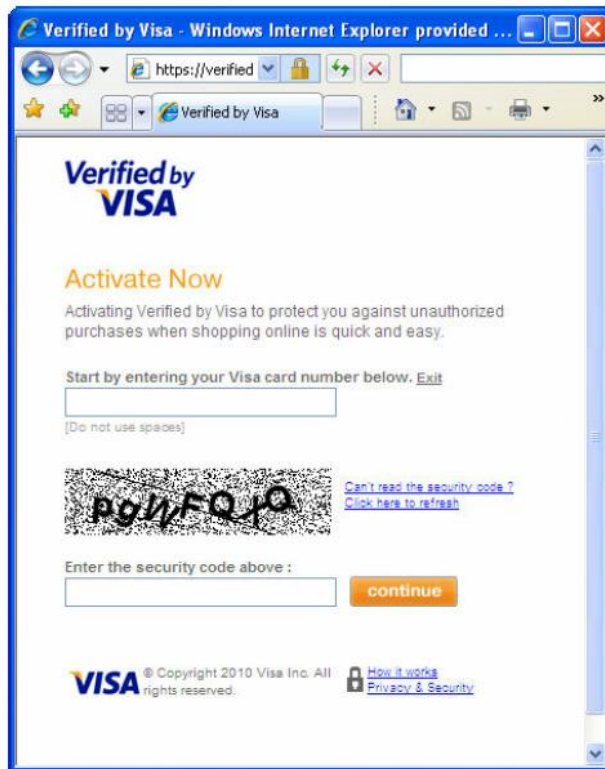 Verified by Visa - Windows Internet Explorer provided ...
https://verified
Verified by Visa
Verified by
VISA
Activate Now
Activating Verified by Visa to protect you against unauthorized
purchases when shopping online is quick and easy.
Start by entering your Visa card number below. Exit
[Do not use spaces]
Can't read the security code ?
Click here to refresh
Enter the security code above :
continue
VISA © Copyright 2010 Visa Inc. All
rights reserved.
How it works
Privacy & Security